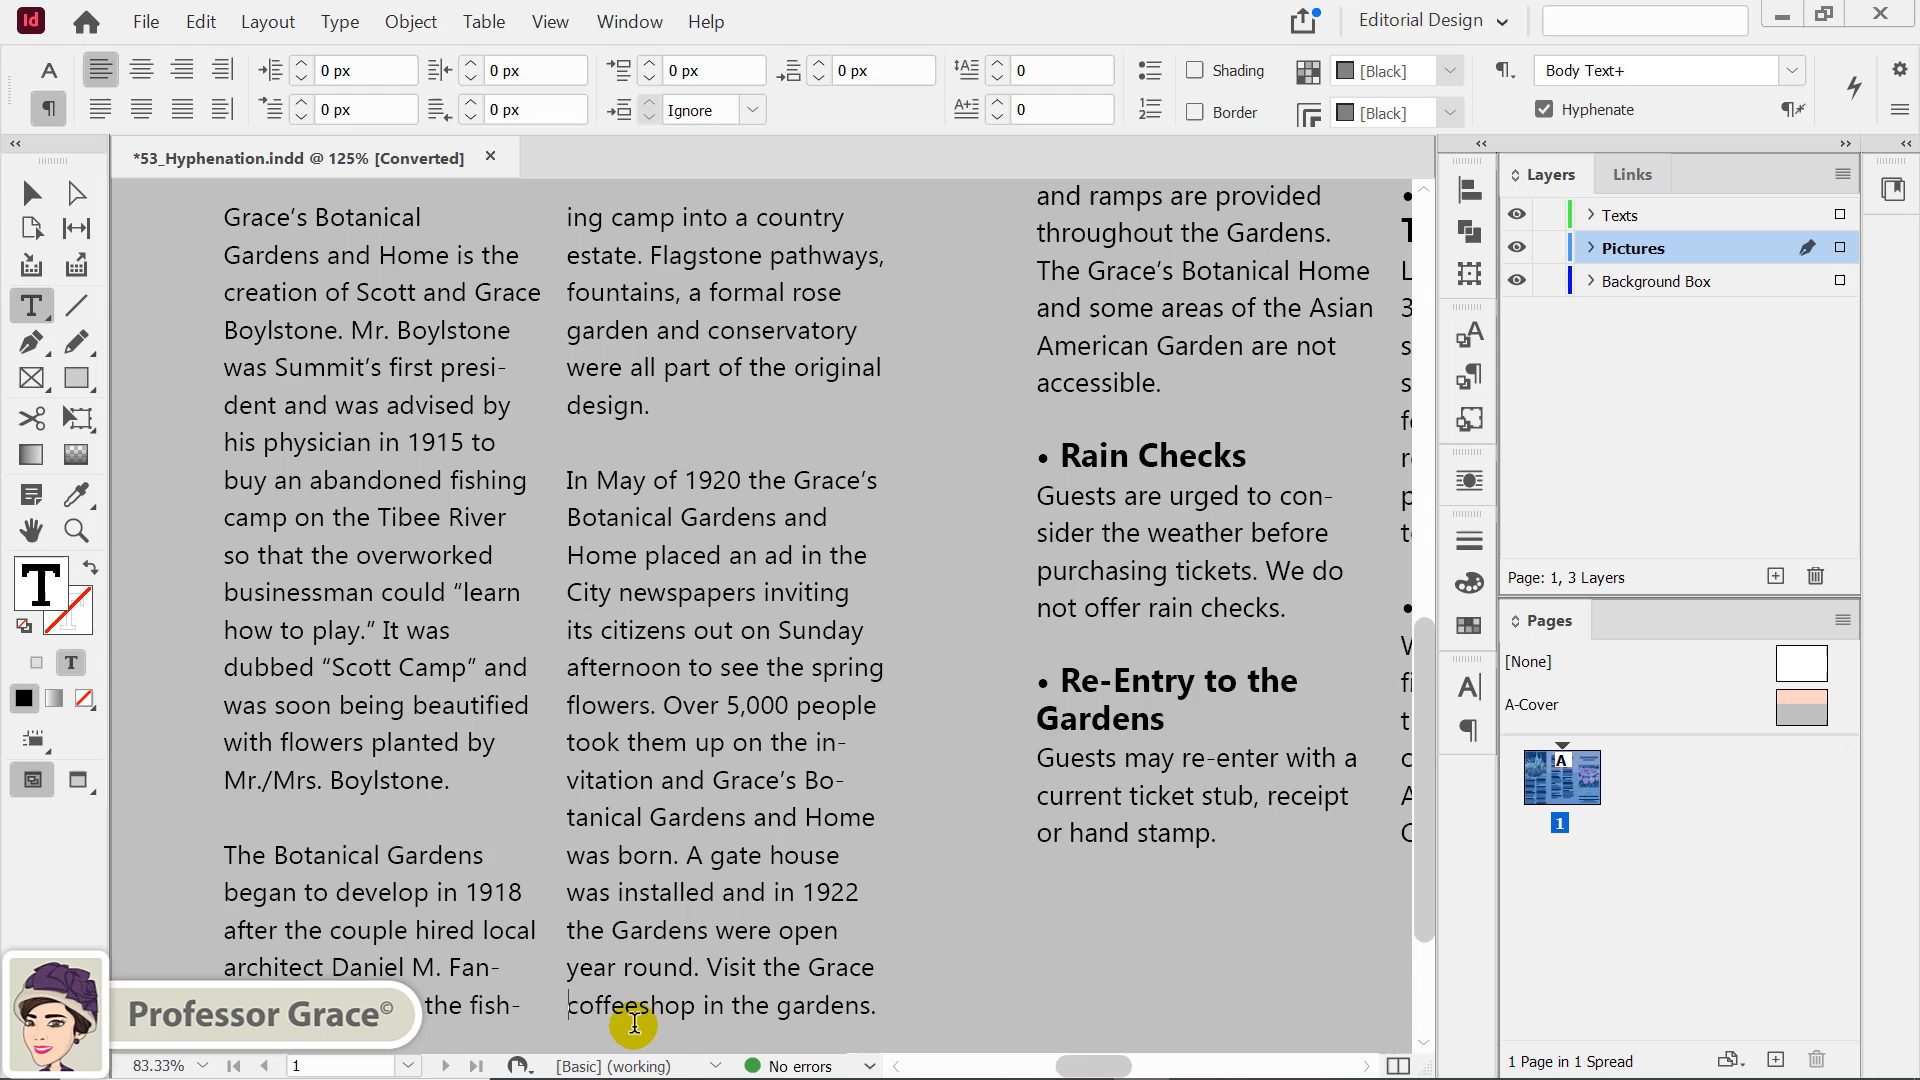 Id
File Edit Layout Type Object Table View Window Help
Editorial Design
0 px 0 px 0 px 0 px 0 Shading [Black] Body Text+
0 px 0 px Ignore 0 Border [Black] Hyphenate
*53_Hyphenation.indd @ 125% [Converted]
Grace’s Botanical
Gardens and Home is the
creation of Scott and Grace
Boylstone. Mr. Boylstone
was Summit’s first presi-
dent and was advised by
his physician in 1915 to
buy an abandoned fishing
camp on the Tibee River
so that the overworked
businessman could “learn
how to play.” It was
dubbed “Scott Camp” and
was soon being beautified
with flowers planted by
Mr./Mrs. Boylstone.
The Botanical Gardens
began to develop in 1918
after the couple hired local
architect Daniel M. Fan-
the fish-
ing camp into a country
estate. Flagstone pathways,
fountains, a formal rose
garden and conservatory
were all part of the original
design.
In May of 1920 the Grace’s
Botanical Gardens and
Home placed an ad in the
City newspapers inviting
its citizens out on Sunday
afternoon to see the spring
flowers. Over 5,000 people
took them up on the in-
vitation and Grace’s Bo-
tanical Gardens and Home
was born. A gate house
was installed and in 1922
the Gardens were open
year round. Visit the Grace
coffeeshop in the gardens.
and ramps are provided
throughout the Gardens.
The Grace’s Botanical Home
and some areas of the Asian
American Garden are not
accessible.
• Rain Checks
Guests are urged to con-
sider the weather before
purchasing tickets. We do
not offer rain checks.
• Re-Entry to the
Gardens
Guests may re-enter with a
current ticket stub, receipt
or hand stamp.
Layers Links
Texts
Pictures
Background Box
Page: 1, 3 Layers
Pages
[None]
A-Cover
A
1
1 Page in 1 Spread
Professor Grace©
83.33% 1 [Basic] (working) No errors